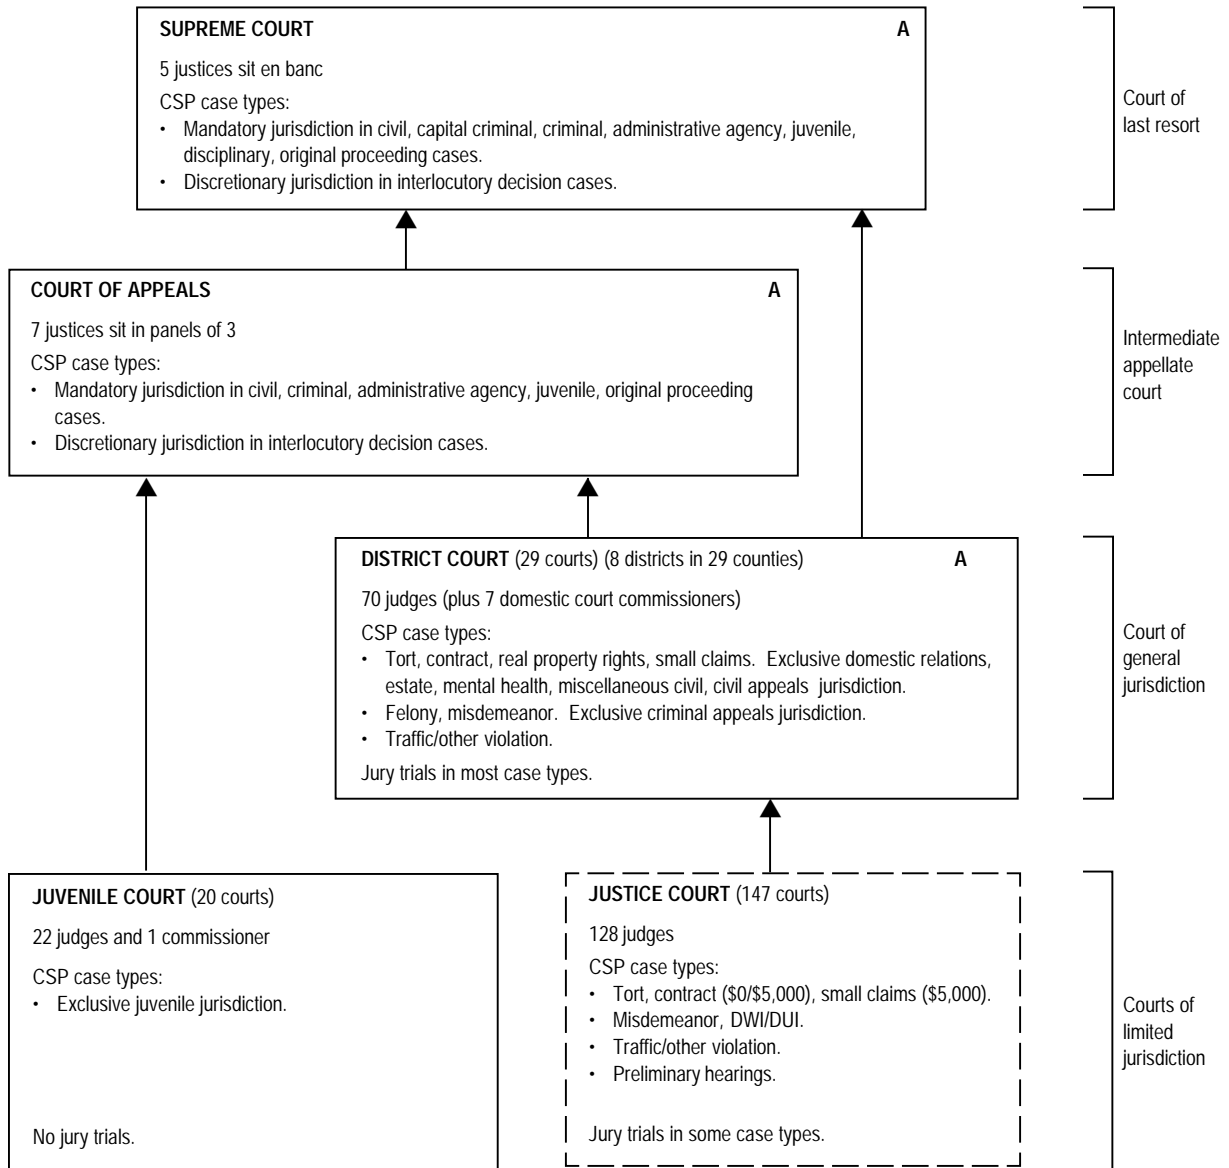 SUPREME COURT A
5 justices sit en banc
CSP case types:
• Mandatory jurisdiction in civil, capital criminal, criminal, administrative agency, juvenile,
disciplinary, original proceeding cases.
• Discretionary jurisdiction in interlocutory decision cases.
Court of
last resort
COURT OF APPEALS A
7 justices sit in panels of 3
CSP case types:
• Mandatory jurisdiction in civil, criminal, administrative agency, juvenile, original proceeding
cases.
• Discretionary jurisdiction in interlocutory decision cases.
Intermediate
appellate
court
DISTRICT COURT (29 courts) (8 districts in 29 counties) A
70 judges (plus 7 domestic court commissioners)
CSP case types:
• Tort, contract, real property rights, small claims. Exclusive domestic relations,
estate, mental health, miscellaneous civil, civil appeals jurisdiction.
• Felony, misdemeanor. Exclusive criminal appeals jurisdiction.
• Traffic/other violation.
Jury trials in most case types.
Court of
general
jurisdiction
JUVENILE COURT (20 courts)
22 judges and 1 commissioner
CSP case types:
• Exclusive juvenile jurisdiction.
No jury trials.
JUSTICE COURT (147 courts)
128 judges
CSP case types:
• Tort, contract ($0/$5,000), small claims ($5,000).
• Misdemeanor, DWI/DUI.
• Traffic/other violation.
• Preliminary hearings.
Jury trials in some case types.
Courts of
limited
jurisdiction